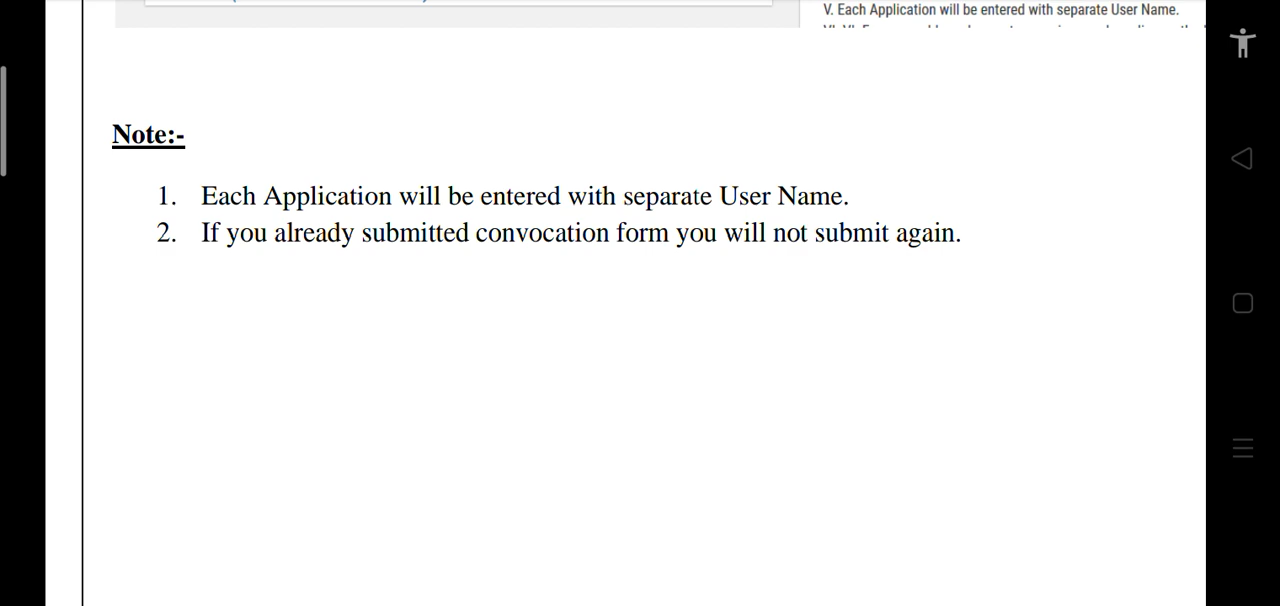 V. Each Application will be entered with separate User Name.
Note:-
1. Each Application will be entered with separate User Name.
2. If you already submitted convocation form you will not submit again.